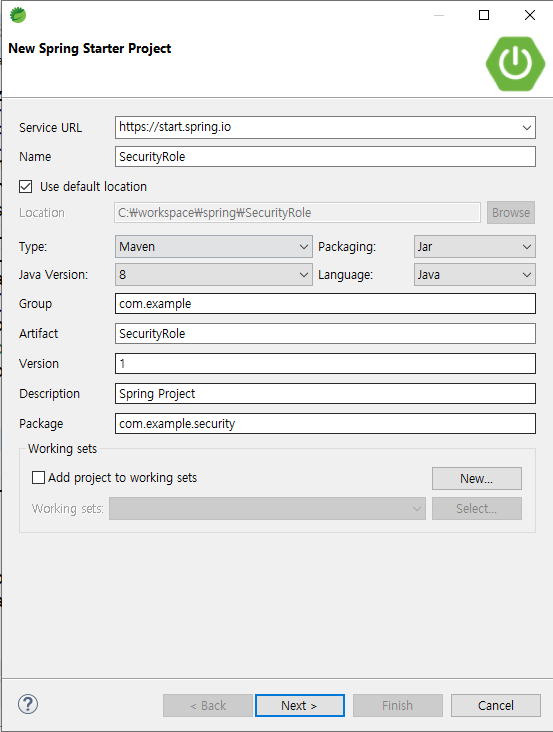 New Spring Starter Project
Service URL https://start.spring.io
Name SecurityRole
Use default location
Location C:₩workspace₩spring₩SecurityRole Browse
Type: Maven Packaging: Jar
Java Version: 8 Language: Java
Group com.example
Artifact SecurityRole
Version 1
Description Spring Project
Package com.example.security
Working sets
Add project to working sets New...
Working sets: Select...
? < Back Next > Finish Cancel